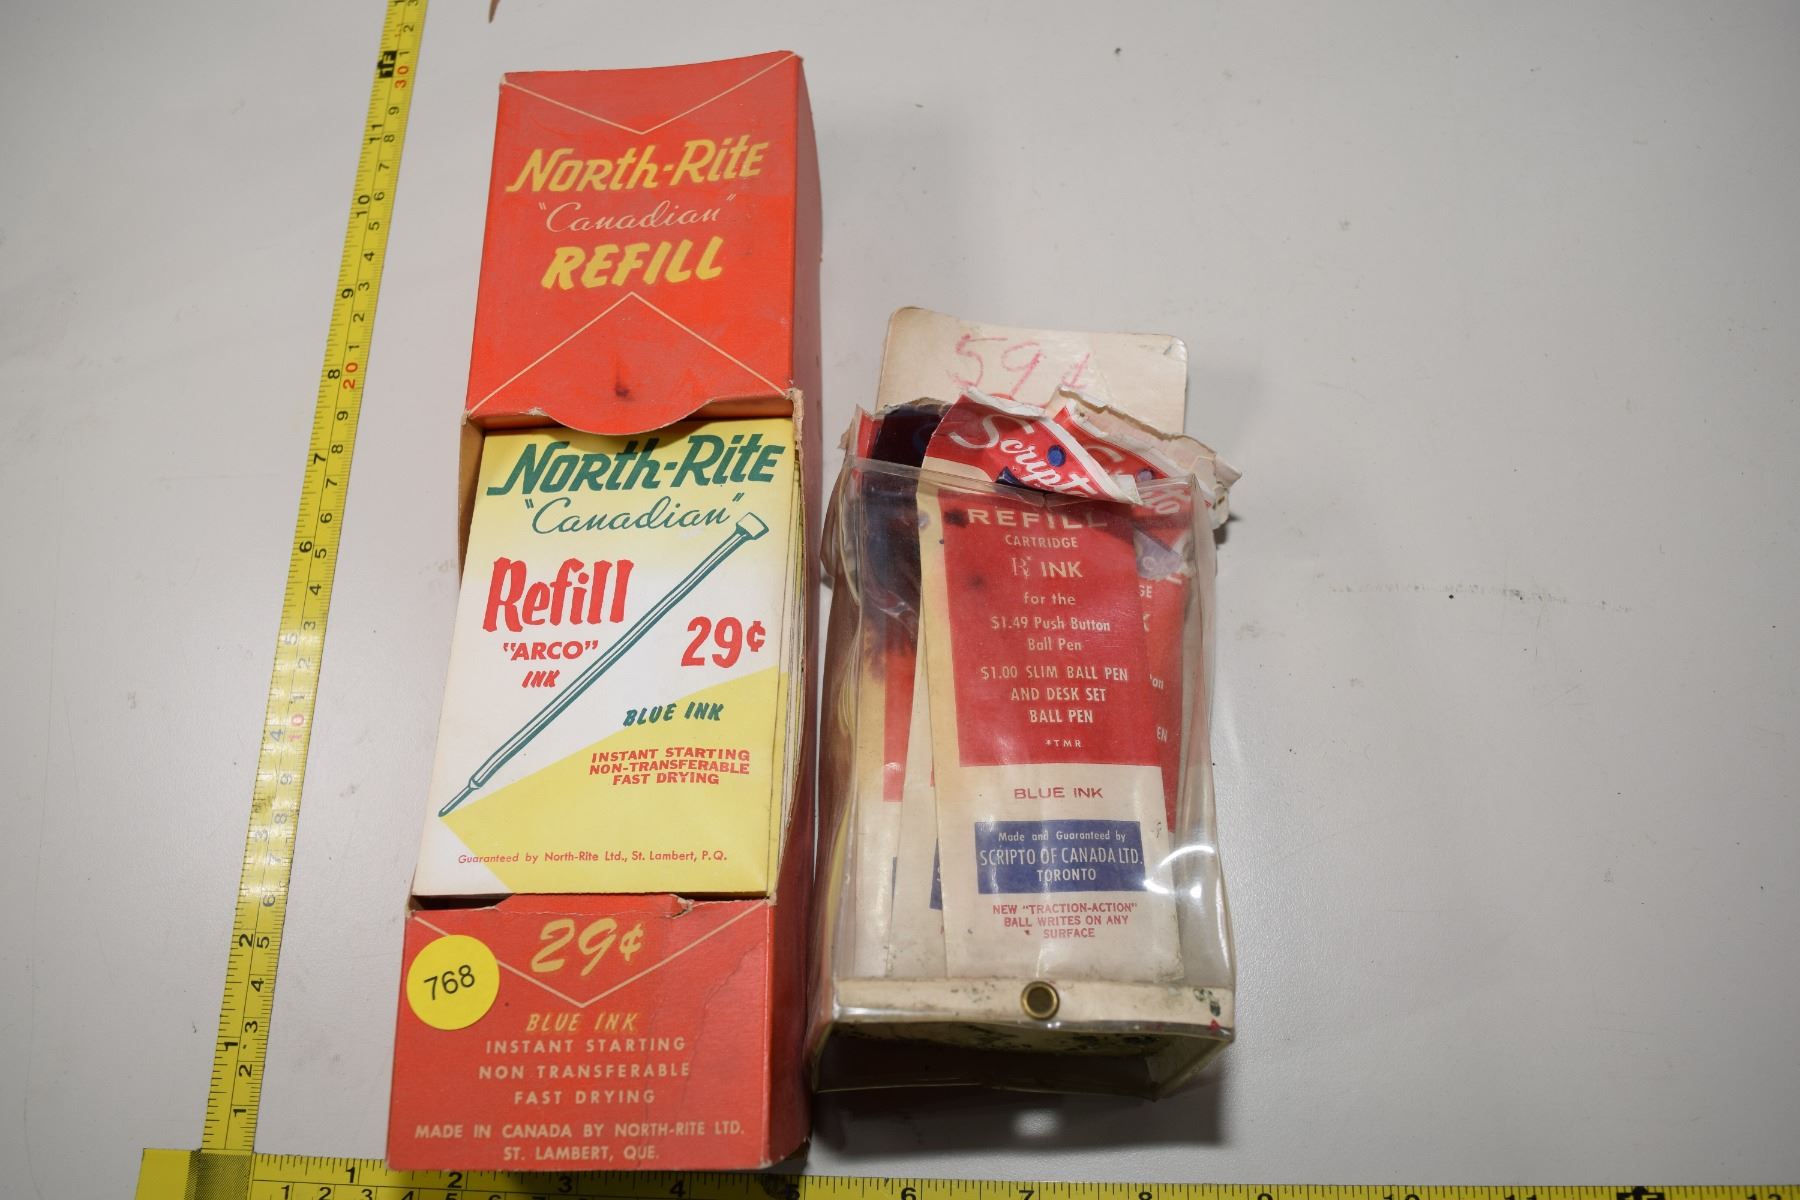 NORth-RitE
"Canadian"
REFILL
NORth-RitE
"Canadian"
Refill
"ARCO"
INK
29¢
BLUE INK
INSTANT STARTING
NON-TRANSFERABLE
FAST DRYING
Guaranteed by North-Rite Ltd., St. Lambert, P.Q.
29¢
768
BLUE INK
INSTANT STARTING
NON TRANSFERABLE
FAST DRYING
MADE IN CANADA BY NORTH-RITE LTD.
ST. LAMBERT, QUE.
59¢
Scripto
REFILL
CARTRIDGE
INK
for the
$1.49 Push Button
Ball Pen
$1.00 SLIM BALL PEN
AND DESK SET
BALL PEN
*TMR
BLUE INK
Made and Guaranteed by
SCRIPTO OF CANADA LTD.
TORONTO
NEW "TRACTION-ACTION"
BALL WRITES ON ANY
SURFACE